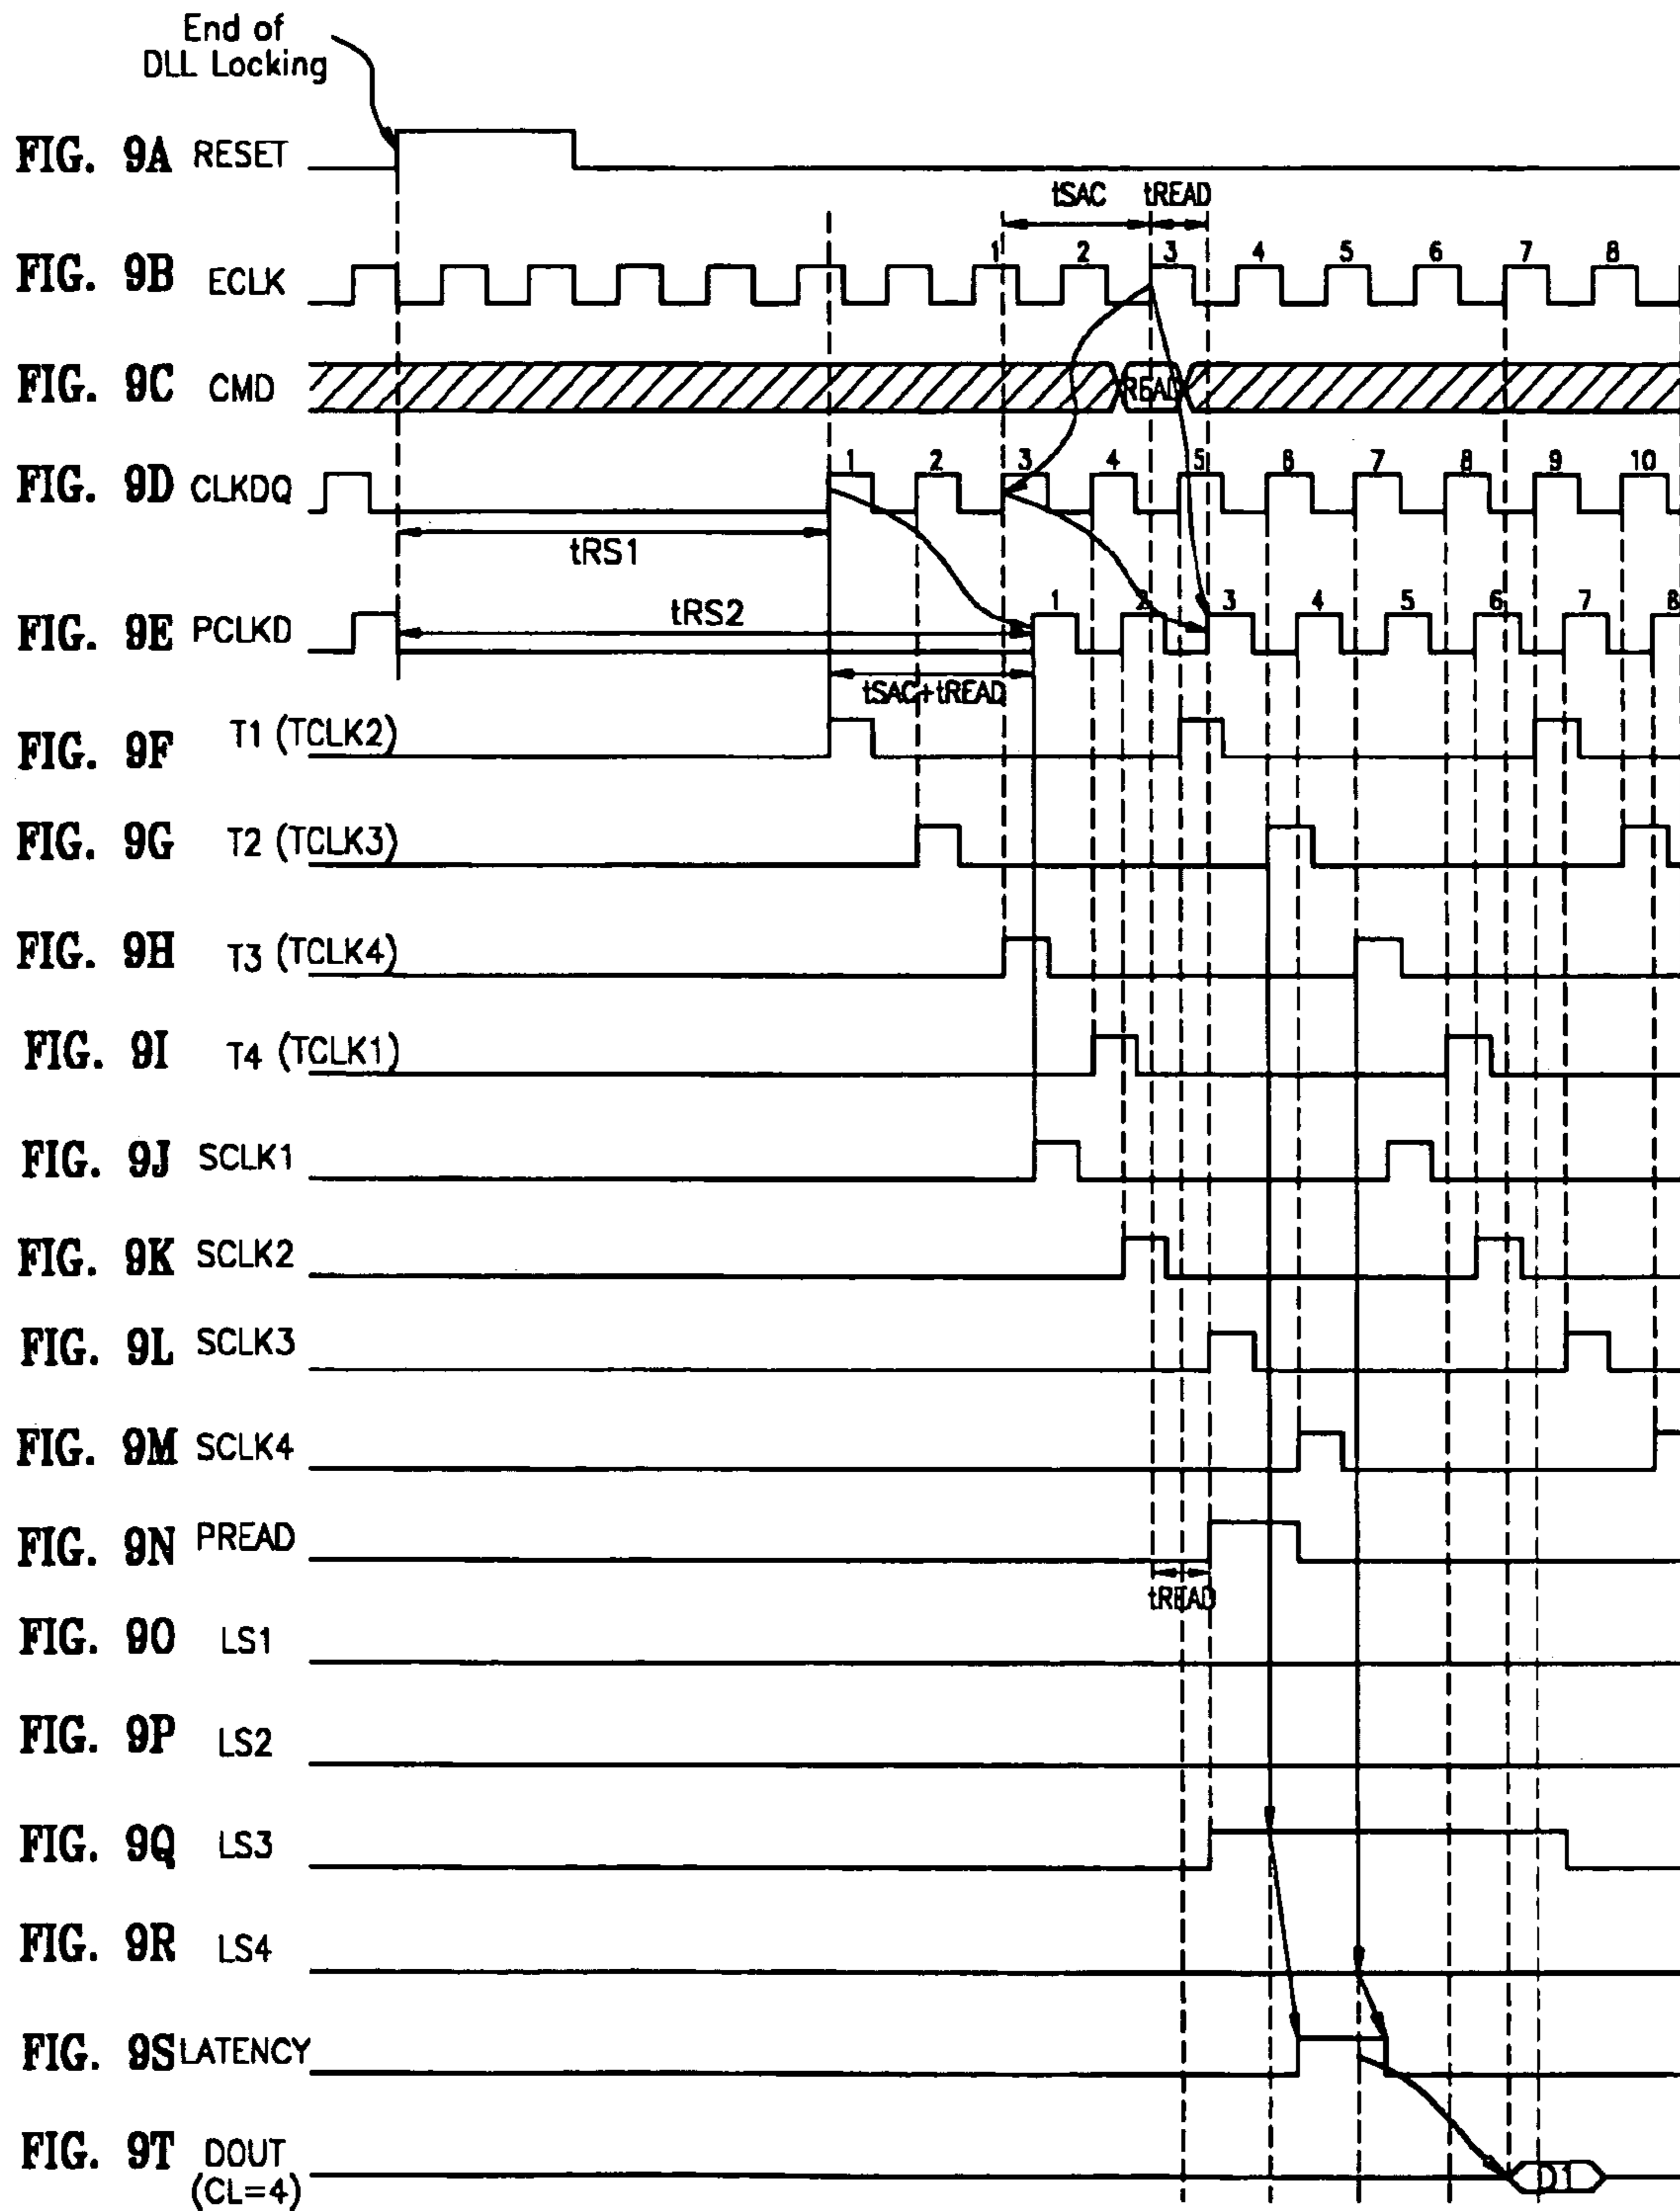 End of
DLL Locking
FIG. 9A RESET
tSAC tREAD
FIG. 9B ECLK 1 2 3 4 5 6 7 8
FIG. 9C CMD READ
FIG. 9D CLKDQ 1 2 3 4 5 6 7 8 9 10
tRS1
FIG. 9E PCLKD tRS2 1 2 3 4 5 6 7 8
tSAC+tREAD
FIG. 9F T1 (TCLK2)
FIG. 9G T2 (TCLK3)
FIG. 9H T3 (TCLK4)
FIG. 9I T4 (TCLK1)
FIG. 9J SCLK1
FIG. 9K SCLK2
FIG. 9L SCLK3
FIG. 9M SCLK4
FIG. 9N PREAD
tREAD
FIG. 9O LS1
FIG. 9P LS2
FIG. 9Q LS3
FIG. 9R LS4
FIG. 9S LATENCY
FIG. 9T DOUT D1
(CL=4)